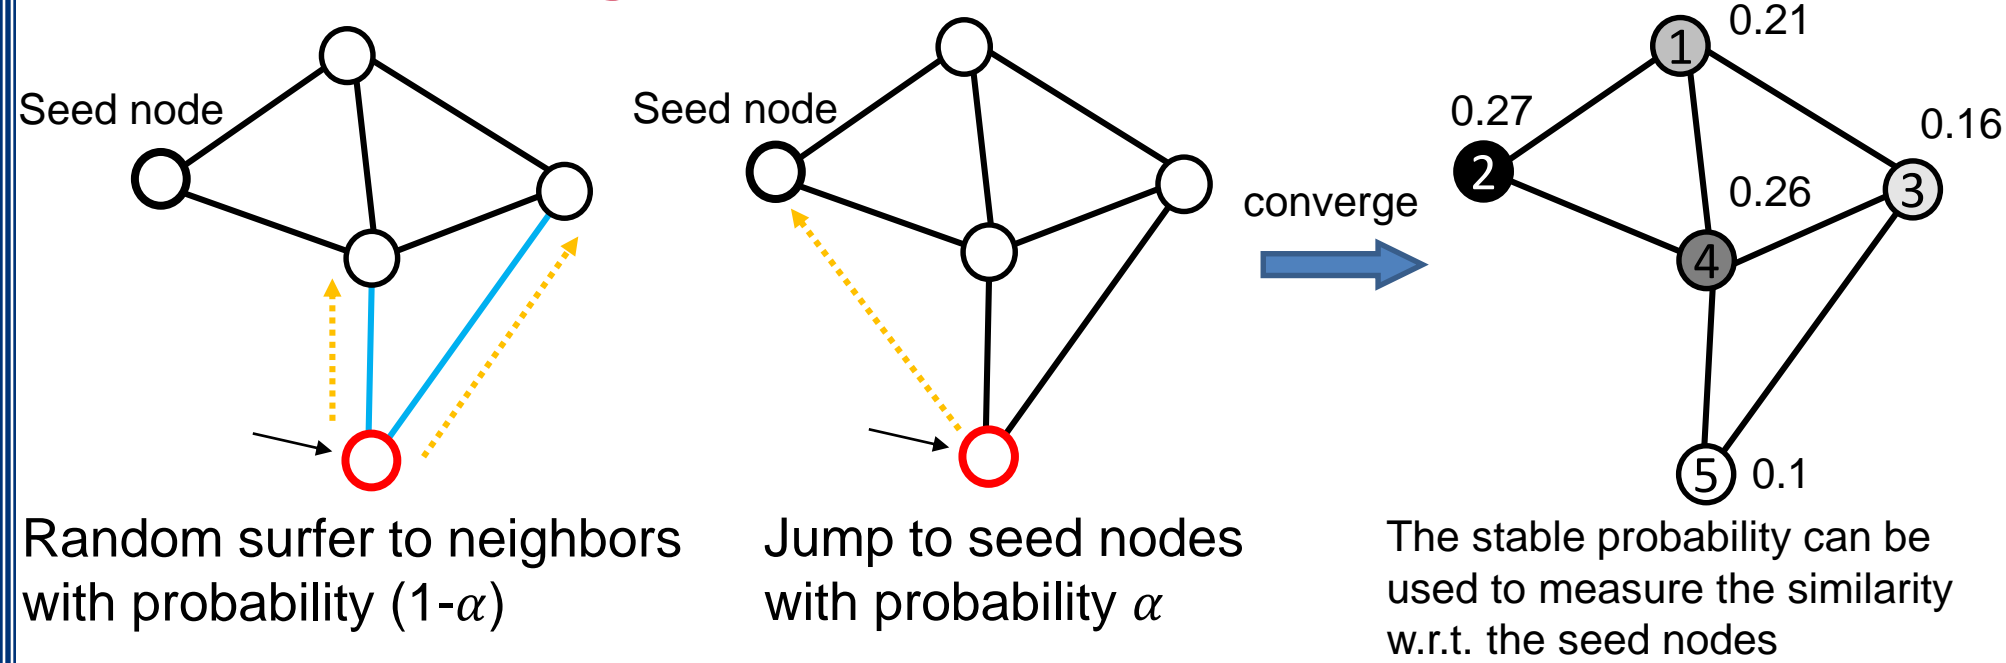 Seed node
Random surfer to neighbors
with probability (1-α)
Seed node
Jump to seed nodes
with probability α
converge
0.21
1
0.27
2
0.16
3
0.26
4
5
0.1
The stable probability can be
used to measure the similarity
w.r.t. the seed nodes